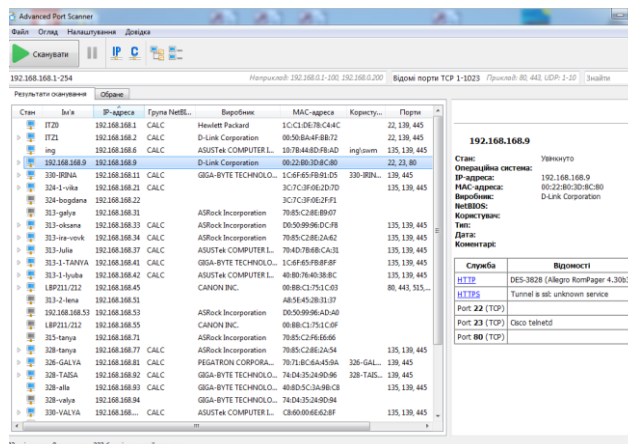 Advanced Port Scanner
Файл Огляд Налаштування Довідка
Сканувати IP C
192.168.168.1-254 Наприклад: 192.168.0.1-100, 192.168.0.200 Відомі порти TCP 1-1023 Приклад: 80, 443, UDP: 1-10 Знайти
Результати сканування Обране
Стан Ім'я IP-адреса Група NetBI... Виробник MAC-адреса Користу... Порти
ITZ0 192.168.168.1 CALC Hewlett Packard 1C:C1:DE:78:C4:4C 22, 139, 445
ITZ1 192.168.168.2 CALC D-Link Corporation 00:50:BA:4F:BB:72 22, 139, 445
ing 192.168.168.6 CALC ASUSTek COMPUTER I... 10:7B:44:8D:F8:AD ing\swm 135, 139, 445
192.168.168.9 192.168.168.9 D-Link Corporation 00:22:B0:3D:8C:80 22, 23, 80
330-IRINA 192.168.168.11 CALC GIGA-BYTE TECHNOLO... 1C:6F:65:FB:91:D5 330-IRIN... 139, 445
324-1-vika 192.168.168.21 CALC 3C:7C:3F:0E:2D:7D 135, 139, 445
324-bogdana 192.168.168.22 3C:7C:3F:0E:2F:F1
313-galya 192.168.168.31 ASRock Incorporation 70:85:C2:8E:B9:07
313-oksana 192.168.168.33 CALC ASRock Incorporation D0:50:99:96:DC:F8 135, 139, 445
313-ira-vovk 192.168.168.34 CALC ASRock Incorporation 70:85:C2:8E:2A:62 135, 139, 445
313-Julia 192.168.168.37 CALC ASUSTek COMPUTER I... 70:4D:7B:6B:CA:31 135, 139, 445
313-1-TANYA 192.168.168.41 CALC GIGA-BYTE TECHNOLO... 1C:6F:65:FB:8F:8F 135, 139, 445
313-1-lyuba 192.168.168.42 CALC ASUSTek COMPUTER I... 40:B0:76:40:38:BC 135, 139, 445
LBP211/212 192.168.168.45 CANON INC. 00:BB:C1:75:1C:03 80, 443, 515,...
313-2-lena 192.168.168.51 A8:5E:45:2B:31:37
192.168.168.53 192.168.168.53 ASRock Incorporation D0:50:99:96:AD:A0
LBP211/212 192.168.168.55 CANON INC. 00:BB:C1:75:1C:0F
315-tanya 192.168.168.71 ASRock Incorporation 70:85:C2:F6:E6:66
328-tanya 192.168.168.77 CALC ASRock Incorporation 70:85:C2:8E:2A:54 135, 139, 445
326-GALYA 192.168.168.81 CALC PEGATRON CORPORA... 70:71:BC:6A:45:9A 326-GAL... 139, 445
328-TAISA 192.168.168.92 CALC GIGA-BYTE TECHNOLO... 74:D4:35:24:9D:96 328-TAIS... 139, 445
328-alla 192.168.168.93 CALC GIGA-BYTE TECHNOLO... 40:8D:5C:3A:9B:C8 135, 139, 445
328-valya 192.168.168.94 GIGA-BYTE TECHNOLO... 74:D4:35:24:9D:94
330-VALYA 192.168.168.... CALC ASUSTek COMPUTER I... C8:60:00:6E:62:8F 135, 139, 445
192.168.168.9
Стан: Увімкнуто
Операційна система:
IP-адреса: 192.168.168.9
MAC-адреса: 00:22:B0:3D:8C:80
Виробник: D-Link Corporation
NetBIOS:
Користувач:
Тип:
Дата:
Коментарі:
Служба Відомості
HTTP DES-3828 (Allegro RomPager 4.30b3
HTTPS Tunnel is ssl: unknown service
Port 22 (TCP)
Port 23 (TCP) Cisco telnetd
Port 80 (TCP)